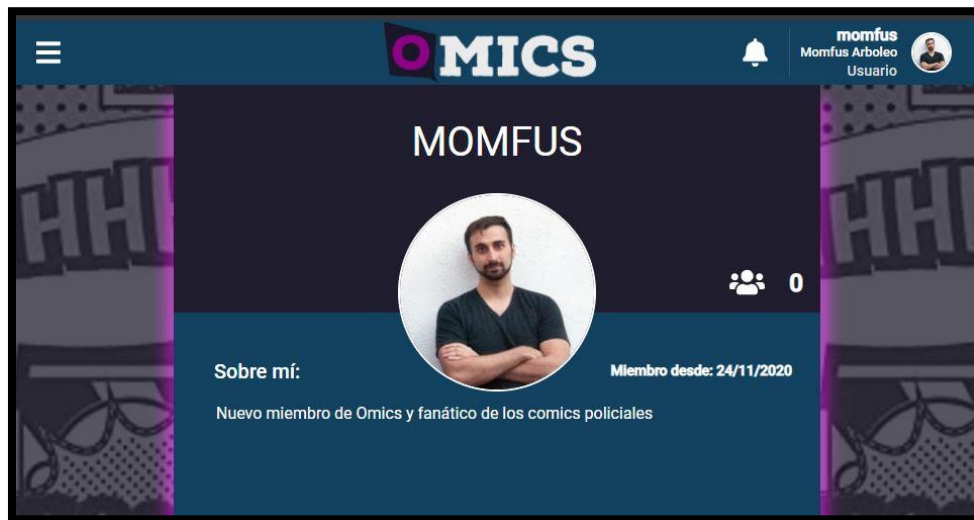 OMICS
momfus
Momfus Arboleo
Usuario
MOMFUS
0
Sobre mí:
Miembro desde: 24/11/2020
Nuevo miembro de Omics y fanático de los comics policiales